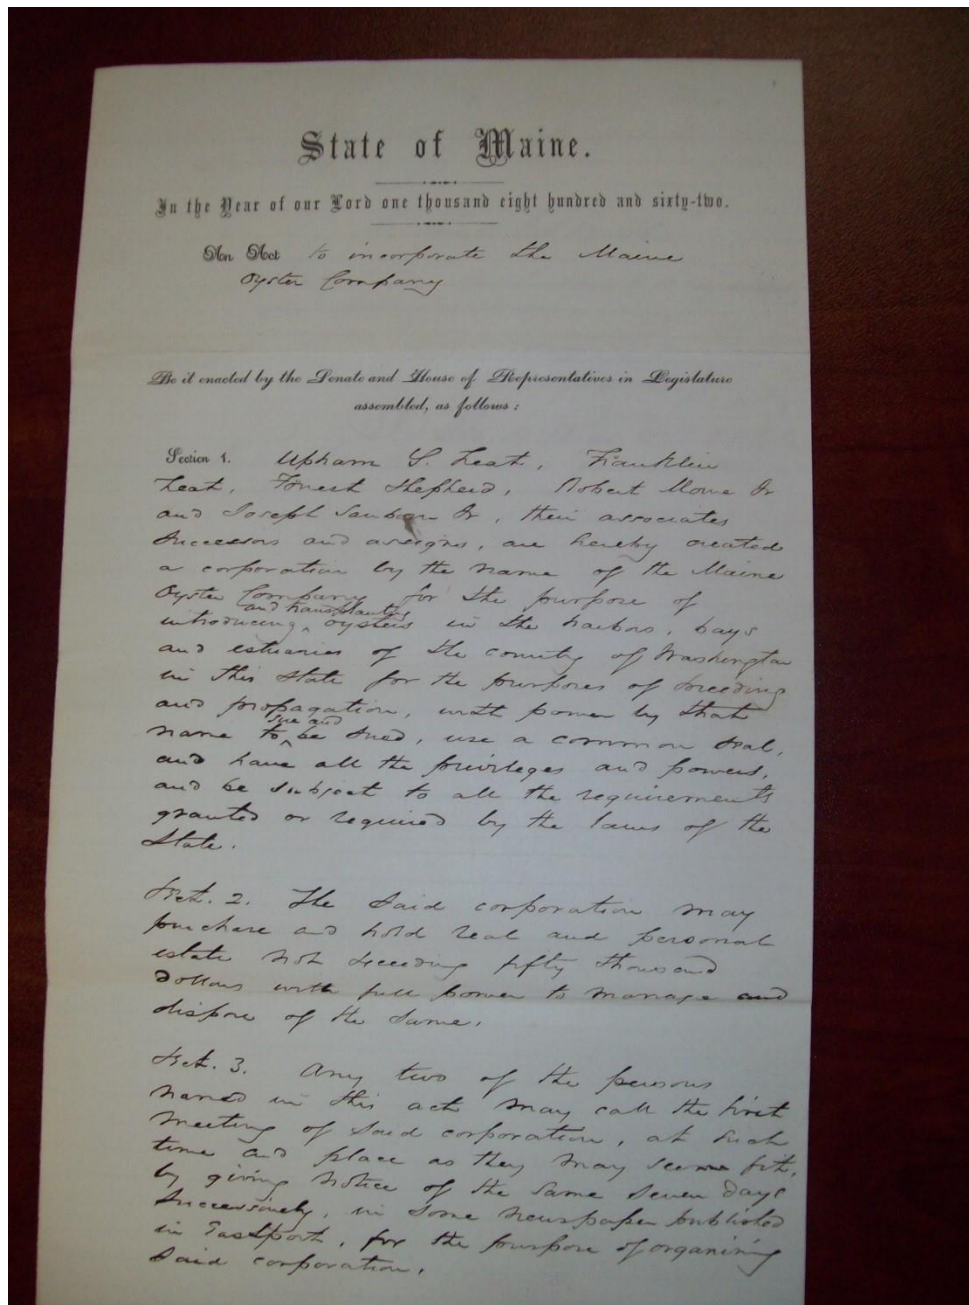 State of Maine.
In the Year of our Lord one thousand eight hundred and sixty-two.
An Act to incorporate the Maine
Oyster Company
Be it enacted by the Senate and House of Representatives in Legislature
assembled, as follows:
Section 1. Upham S. Treat, Franklin
Treat, Ernest Shepherd, Robert Mowe Jr
and Joseph Sanborn Jr, their associates
successors and assigns, are hereby created
a corporation by the name of the Maine
Oyster Company for the purpose of
and transplanting
introducing ^ oysters in the harbors, bays
and estuaries of the county of Washington
in this state for the purposes of breeding
and propagation, with power by that
sue and
name to ^ be sued, use a common seal,
and have all the privileges and powers,
and be subject to all the requirements
granted or required by the laws of the
State.
Sect. 2. The said corporation may
purchase and hold real and personal
estate not exceeding fifty thousand
dollars with full power to manage and
dispose of the same.
Sect. 3. Any two of the persons
named in this act may call the first
meeting of said corporation, at such
time and place as they may seem fit,
by giving notice of the same seven days
successively, in some newspaper published
in Eastport, for the purpose of organizing
said corporation.